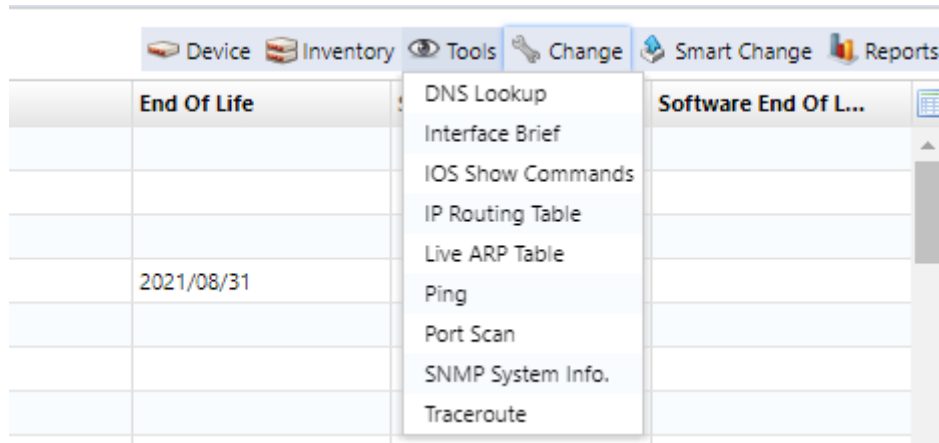 Device Inventory Tools Change Smart Change Reports
End Of Life Software End Of L...
DNS Lookup
Interface Brief
IOS Show Commands
IP Routing Table
Live ARP Table
2021/08/31
Ping
Port Scan
SNMP System Info.
Traceroute